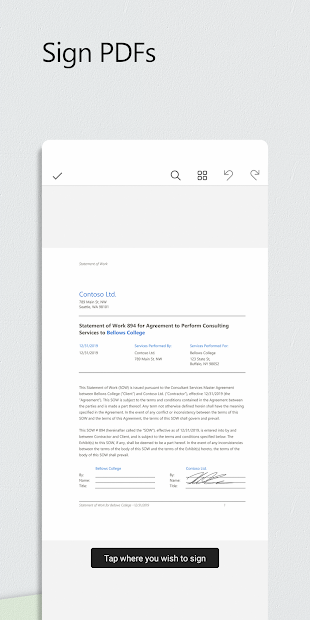 Sign PDFs
Statement of Work
Contoso Ltd.
789 Main St. NW
Seattle, WA 98101
Statement of Work 894 for Agreement to Perform Consulting
Services to Bellows College
12/31/2019 Services Performed By: Services Performed For:
12/31/2019 Contoso Ltd. Bellows College
789 Main St. NW 123 State St.
Buffalo, NY 98052
This Statement of Work (SOW) is issued pursuant to the Consultant Services Master Agreement
between Bellows College ("Client") and Contoso Ltd. ("Contractor"), effective 12/31/2019 (the
"Agreement"). This SOW is subject to the terms and conditions contained in the Agreement between
the parties and is made a part thereof. Any term not otherwise defined herein shall have the meaning
specified in the Agreement. In the event of any conflict or inconsistency between the terms of this
SOW and the terms of this Agreement, the terms of this SOW shall govern and prevail.
This SOW #894 (hereinafter called the "SOW"), effective as of 12/31/2019, is entered into by and
between Contractor and Client, and is subject to the terms and conditions specified below. The
Exhibit(s) to this SOW, if any, shall be deemed to be a part hereof. In the event of any inconsistencies
between the terms of the body of this SOW and the terms of the Exhibit(s) hereto, the terms of the
body of this SOW shall prevail.
Bellows College Contoso Ltd.
By: By:
Name: Name:
Title: Title:
Statement of Work for Bellows College · 12/31/2019 1
Tap where you wish to sign